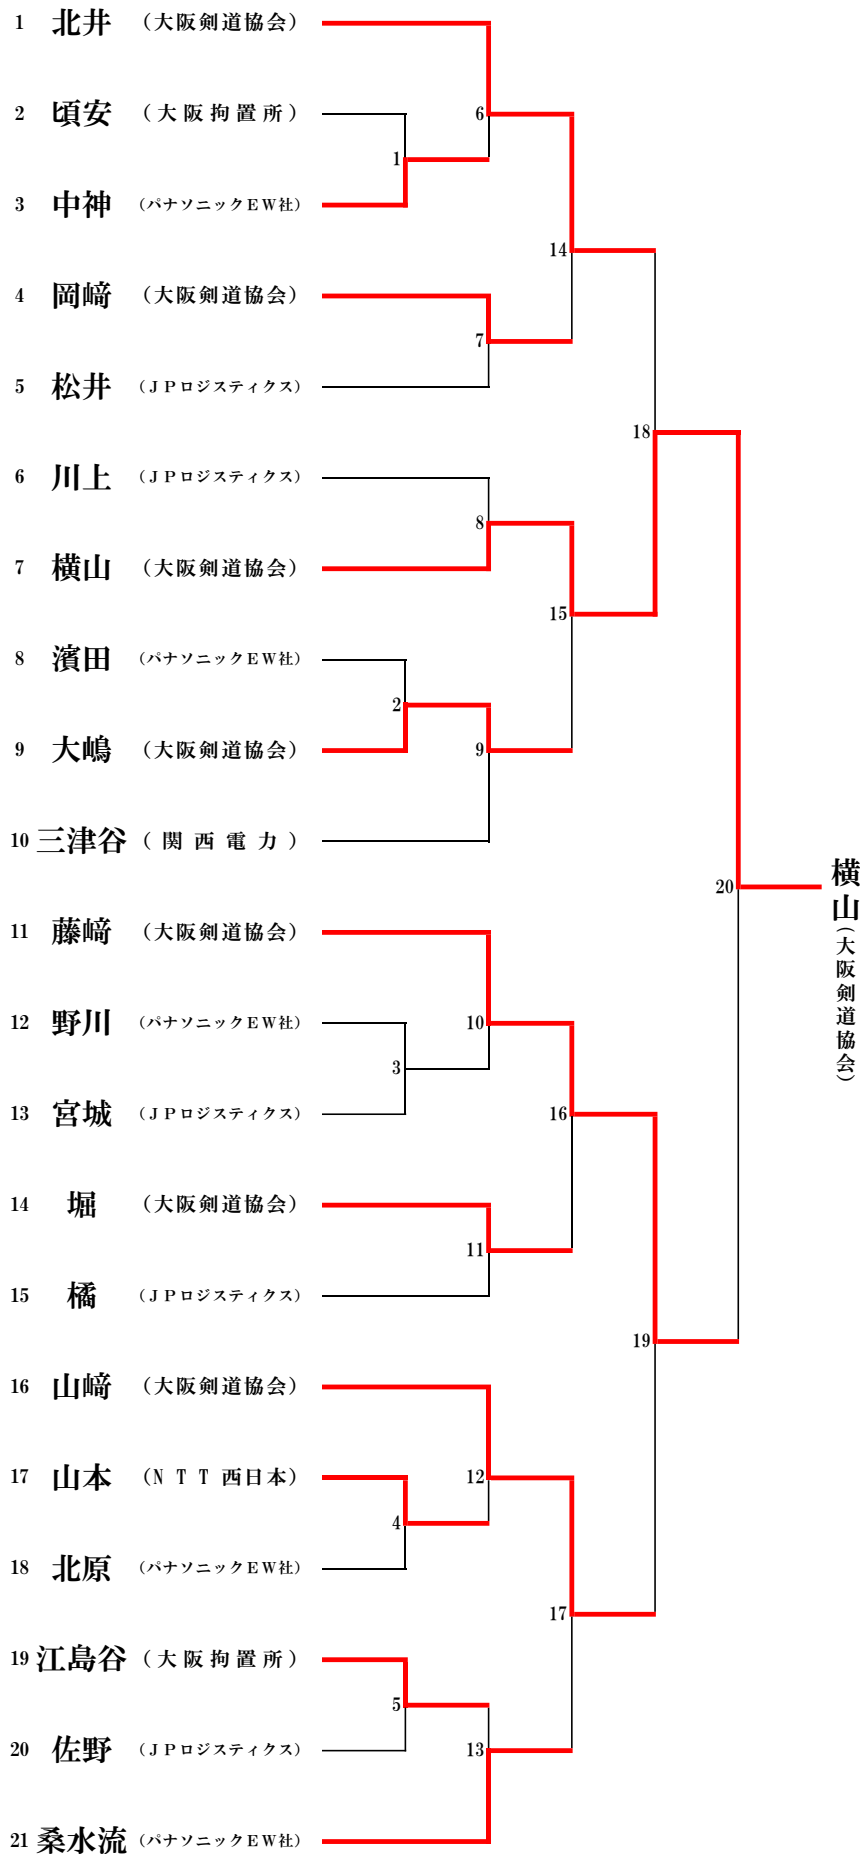 1 北井 （大阪剣道協会）
2 頃安 （大阪拘置所）
3 中神 （パナソニックＥＷ社）
4 岡﨑 （大阪剣道協会）
5 松井 （ＪＰロジスティクス）
6 川上 （ＪＰロジスティクス）
7 横山 （大阪剣道協会）
8 濱田 （パナソニックＥＷ社）
9 大嶋 （大阪剣道協会）
10 三津谷 （関西電力）
11 藤﨑 （大阪剣道協会）
12 野川 （パナソニックＥＷ社）
13 宮城 （ＪＰロジスティクス）
14 堀 （大阪剣道協会）
15 橘 （ＪＰロジスティクス）
16 山﨑 （大阪剣道協会）
17 山本 （ＮＴＴ西日本）
18 北原 （パナソニックＥＷ社）
19 江島谷 （大阪拘置所）
20 佐野 （ＪＰロジスティクス）
21 桑水流 （パナソニックＥＷ社）
1
2
3
4
5
6
7
8
9
10
11
12
13
14
15
16
17
18
19
20
横山（大阪剣道協会）